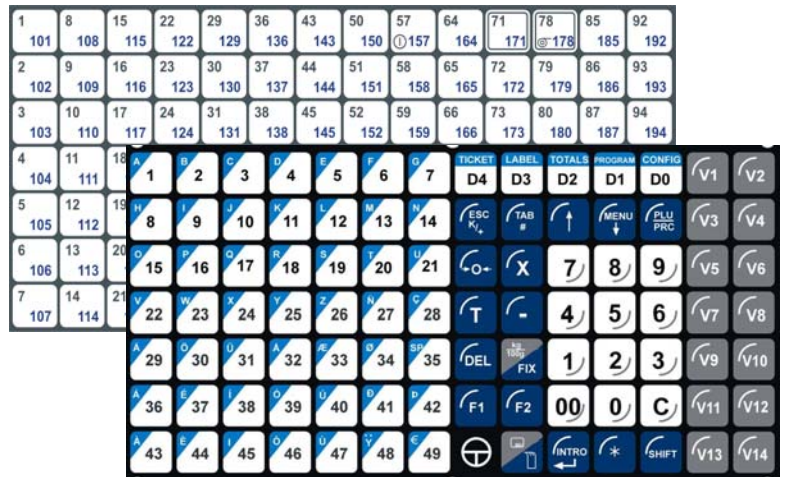 1 8 15 22 29 36 43 50 57 64 71 78 85 92
101 108 115 122 129 136 143 150 157 164 171 178 185 192
2 9 16 23 30 37 44 51 58 65 72 79 86 93
102 109 116 123 130 137 144 151 158 165 172 179 186 193
3 10 17 24 31 38 45 52 59 66 73 80 87 94
103 110 117 124 131 138 145 152 159 166 173 180 187 194
4 11 18
104 111
5 12 19
105 112
6 13 20
106 113
7 14 21
107 114
A B C D E F G TICKET LABEL TOTALS PROGRAM CONFIG
1 2 3 4 5 6 7 D4 D3 D2 D1 D0 V1 V2
H I J K L M N ESC TAB MENU PLU
8 9 10 11 12 13 14 K/+ # PRC V3 V4
O P Q R S T U
15 16 17 18 19 20 21 0 X 7 8 9 V5 V6
V W X Y Z Ñ Ç
22 23 24 25 26 27 28 T - 4 5 6 V7 V8
Ö Ü Æ Ø SP kg
29 30 31 32 33 34 35 DEL 100g FIX 1 2 3 V9 V10
36 37 38 39 40 41 42 F1 F2 00 0 C V11 V12
€
43 44 45 46 47 48 49 INTRO * SHIFT V13 V14